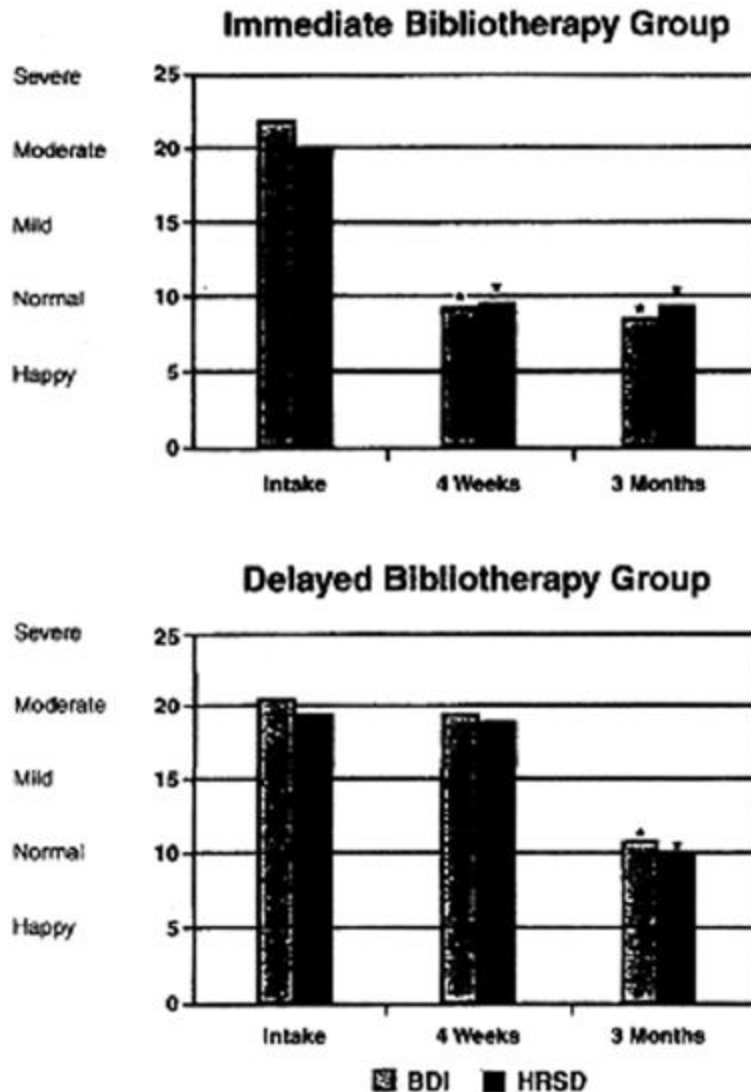 Immediate Bibliotherapy Group
Severe 25
Moderate 20
Mild 15
Normal 10
Happy 5
0
Intake 4 Weeks 3 Months
Delayed Bibliotherapy Group
Severe 25
Moderate 20
Mild 15
Normal 10
Happy 5
0
Intake 4 Weeks 3 Months
BDI HRSD